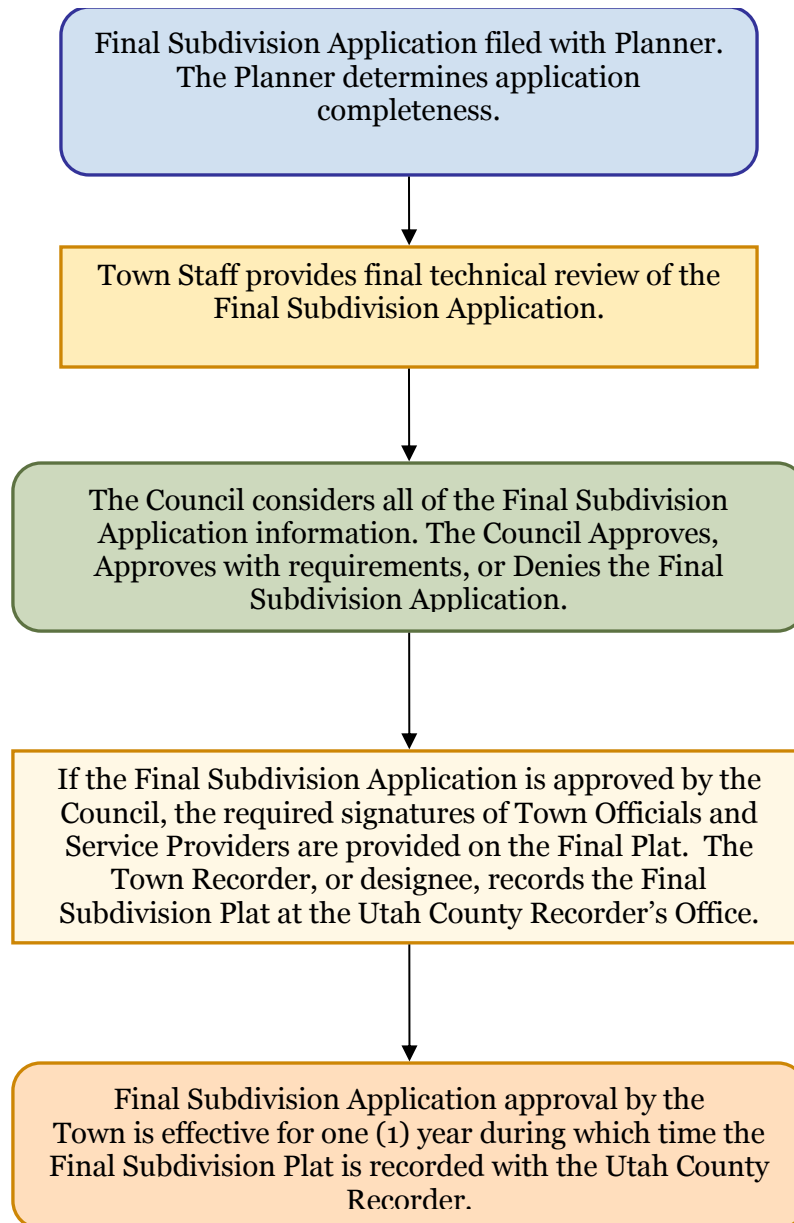 Final Subdivision Application filed with Planner.
The Planner determines application
completeness.
Town Staff provides final technical review of the
Final Subdivision Application.
The Council considers all of the Final Subdivision
Application information. The Council Approves,
Approves with requirements, or Denies the Final
Subdivision Application.
If the Final Subdivision Application is approved by the
Council, the required signatures of Town Officials and
Service Providers are provided on the Final Plat.  The
Town Recorder, or designee, records the Final
Subdivision Plat at the Utah County Recorder’s Office.
Final Subdivision Application approval by the
Town is effective for one (1) year during which time the
Final Subdivision Plat is recorded with the Utah County
Recorder.